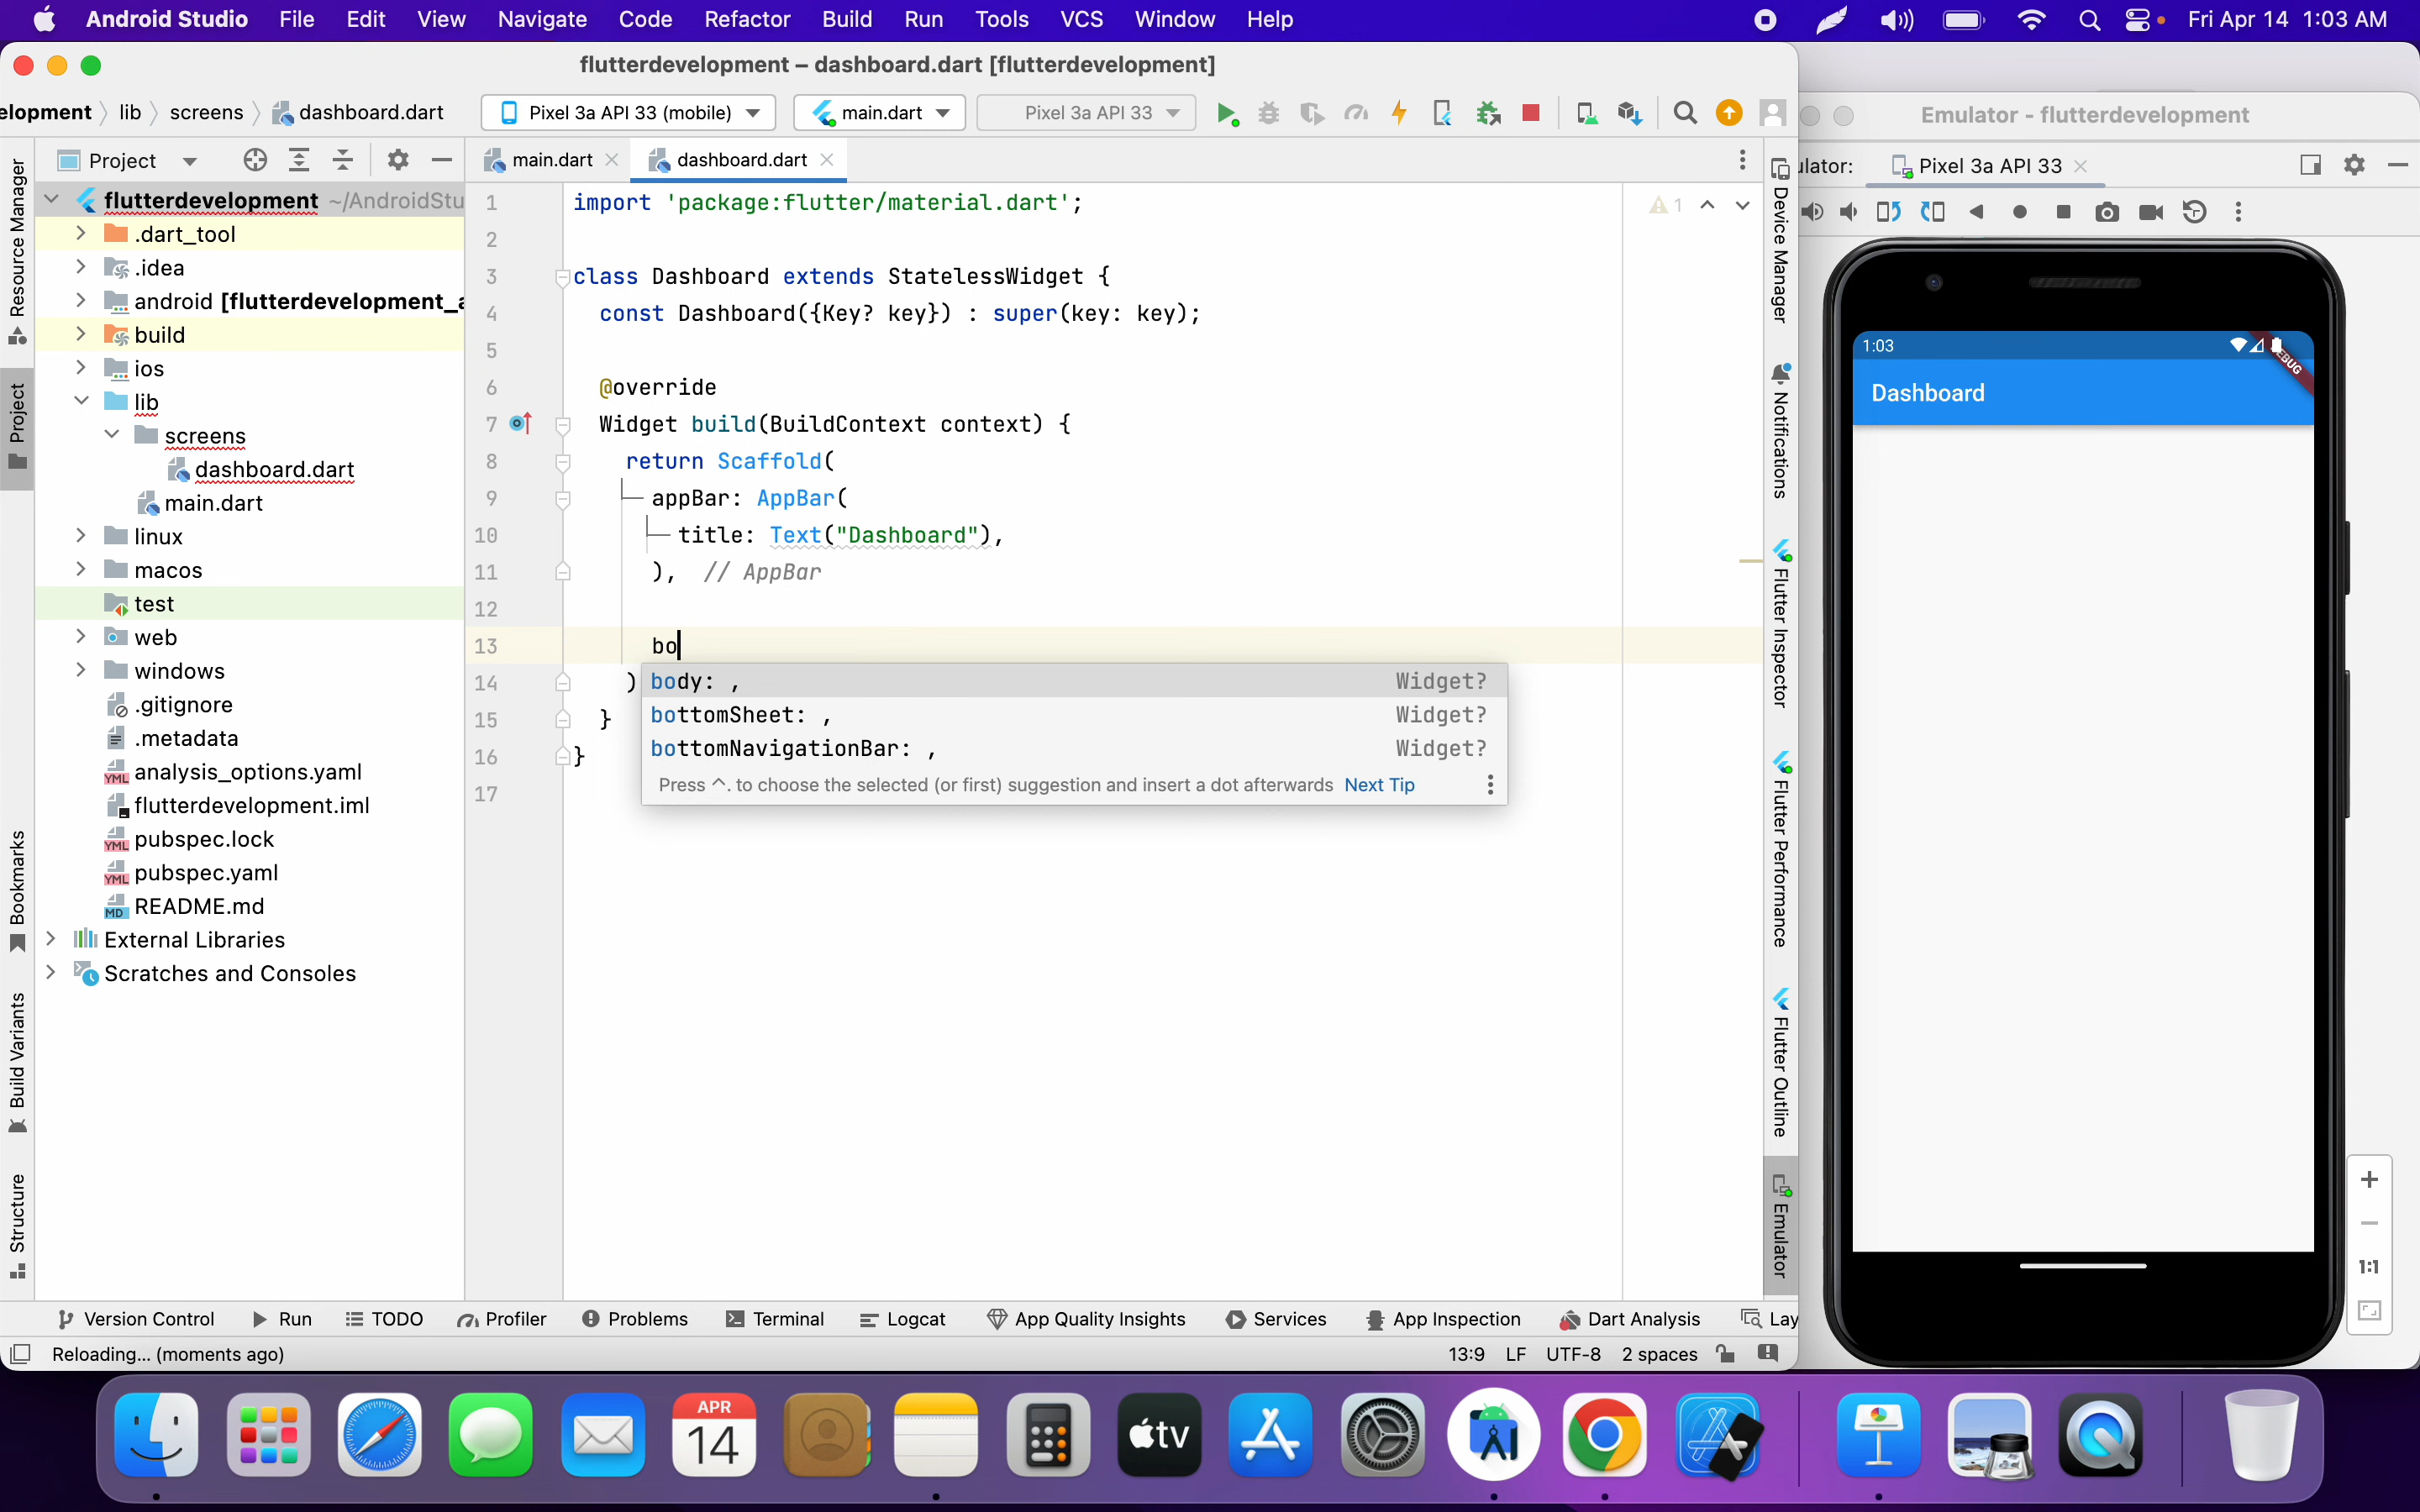 Android Studio File Edit View Navigate Code Refactor Build Run Tools VCS Window Help Fri Apr 14 1:03 AM
flutterdevelopment – dashboard.dart [flutterdevelopment]
elopment lib screens dashboard.dart Pixel 3a API 33 (mobile) main.dart Pixel 3a API 33
Emulator - flutterdevelopment
ulator: Pixel 3a API 33
Project
main.dart dashboard.dart
flutterdevelopment ~/AndroidStu
.dart_tool
.idea
android [flutterdevelopment_a
build
ios
lib
screens
dashboard.dart
main.dart
linux
macos
test
web
windows
.gitignore
.metadata
analysis_options.yaml
flutterdevelopment.iml
pubspec.lock
pubspec.yaml
README.md
External Libraries
Scratches and Consoles
Resource Manager
Project
Bookmarks
Build Variants
Structure
1 import 'package:flutter/material.dart';
2
3 class Dashboard extends StatelessWidget {
4 const Dashboard({Key? key}) : super(key: key);
5
6 @override
7 Widget build(BuildContext context) {
8 return Scaffold(
9 appBar: AppBar(
10 title: Text("Dashboard"),
11 ), // AppBar
12
13 bo
14 )
15 }
16 }
17
1
body: , Widget?
bottomSheet: , Widget?
bottomNavigationBar: , Widget?
Press ^. to choose the selected (or first) suggestion and insert a dot afterwards Next Tip
Device Manager
Notifications
Flutter Inspector
Flutter Performance
Flutter Outline
Emulator
1:03
DEBUG
Dashboard
1:1
Version Control Run TODO Profiler Problems Terminal Logcat App Quality Insights Services App Inspection Dart Analysis Lay
Reloading... (moments ago) 13:9 LF UTF-8 2 spaces
APR
14
tv
YML
YML
YML
MD